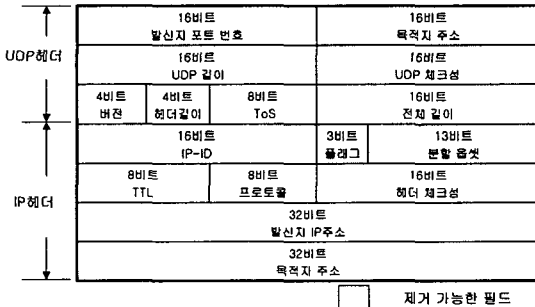 16비트 16비트
발신지 포트 번호 목적지 주소
UDP헤더
16비트 16비트
UDP 길이 UDP 체크섬
4비트 4비트 8비트 16비트
버전 헤더길이 ToS 전체 길이
16비트 3비트 13비트
IP-ID 플래그 분할 옵셋
8비트 8비트 16비트
TTL 프로토콜 헤더 체크섬
IP헤더
32비트
발신지 IP주소
32비트
목적지 주소
제거 가능한 필드